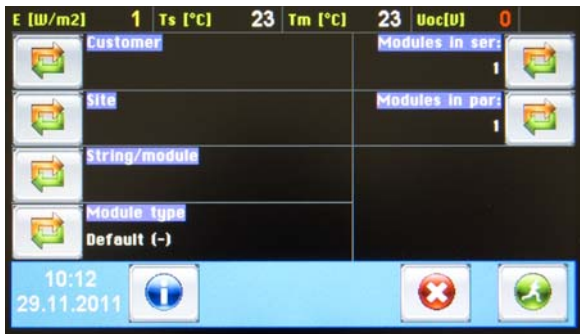 E [W/m2] 1 Ts [°C] 23 Tm [°C] 23 Uoc[U] 0
Customer
Modules in ser:
1
Site
Modules in par:
1
String/module
Module type
Default (-)
10:12
29.11.2011